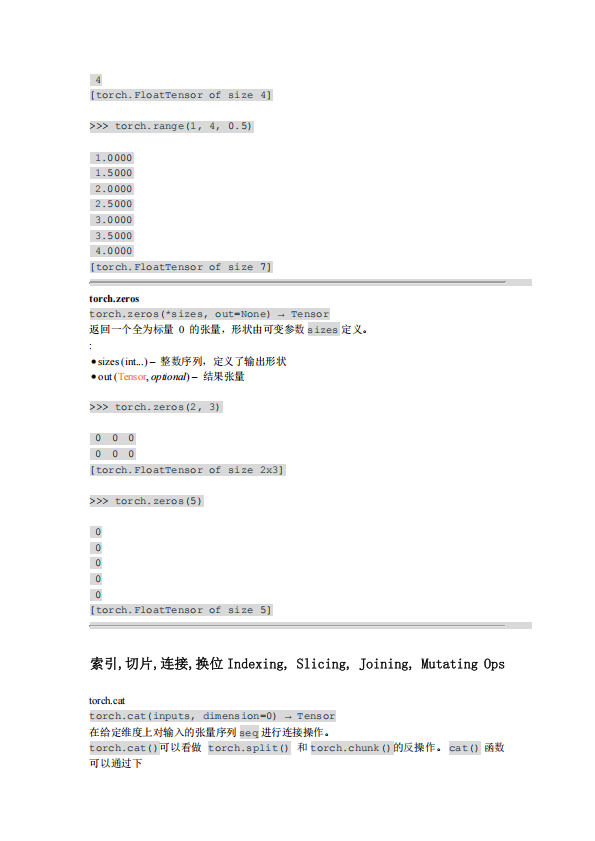 4
[torch.FloatTensor of size 4]
>>> torch.range(1, 4, 0.5)
1.0000
1.5000
2.0000
2.5000
3.0000
3.5000
4.0000
[torch.FloatTensor of size 7]
torch.zeros
torch.zeros(*sizes, out=None) → Tensor
返回一个全为标量 0 的张量，形状由可变参数 sizes 定义。
:
●sizes (int...) – 整数序列，定义了输出形状
●out (Tensor, optional) – 结果张量
>>> torch.zeros(2, 3)
0 0 0
0 0 0
[torch.FloatTensor of size 2x3]
>>> torch.zeros(5)
0
0
0
0
0
[torch.FloatTensor of size 5]
索引,切片,连接,换位 Indexing, Slicing, Joining, Mutating Ops
torch.cat
torch.cat(inputs, dimension=0) → Tensor
在给定维度上对输入的张量序列 seq 进行连接操作。
torch.cat()可以看做 torch.split() 和 torch.chunk()的反操作。 cat() 函数
可以通过下